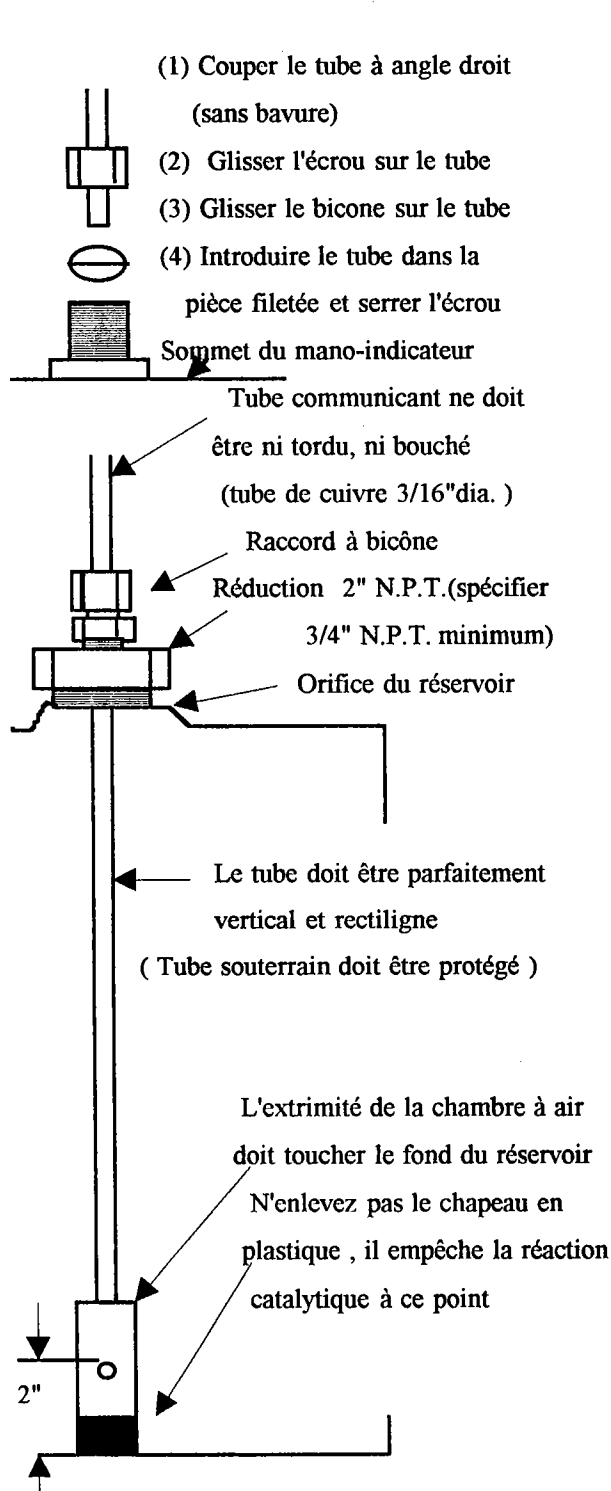 (1) Couper le tube à angle droit
(sans bavure)
(2) Glisser l'écrou sur le tube
(3) Glisser le bicone sur le tube
(4) Introduire le tube dans la
pièce filetée et serrer l'écrou
Sommet du mano-indicateur
Tube communicant ne doit
être ni tordu, ni bouché
(tube de cuivre 3/16"dia. )
Raccord à bicône
Réduction 2" N.P.T.(spécifier
3/4" N.P.T. minimum)
Orifice du réservoir
Le tube doit être parfaitement
vertical et rectiligne
( Tube souterrain doit être protégé )
L'extrimité de la chambre à air
doit toucher le fond du réservoir
N'enlevez pas le chapeau en
plastique , il empêche la réaction
catalytique à ce point
2"